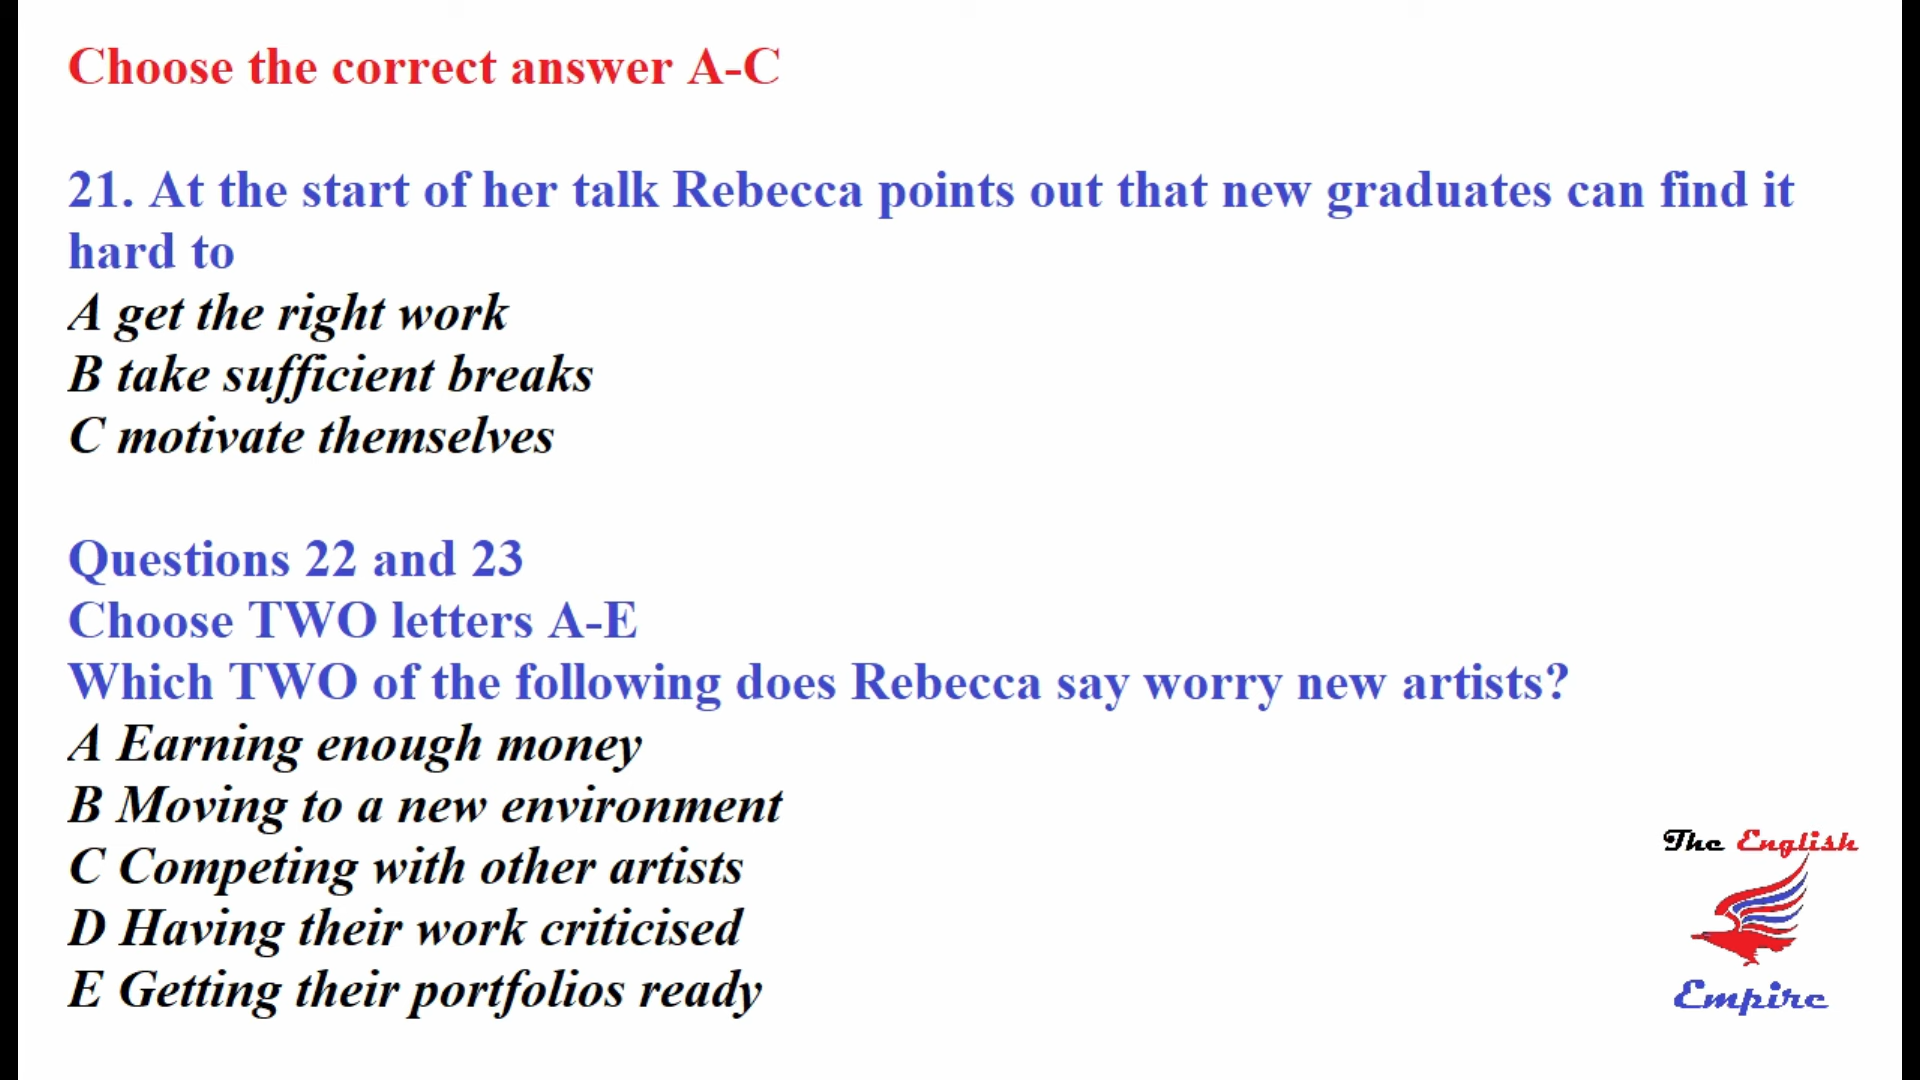 Choose the correct answer A-C
21. At the start of her talk Rebecca points out that new graduates can find it
hard to
A get the right work
B take sufficient breaks
C motivate themselves
Questions 22 and 23
Choose TWO letters A-E
Which TWO of the following does Rebecca say worry new artists?
A Earning enough money
B Moving to a new environment
C Competing with other artists
D Having their work criticised
E Getting their portfolios ready
The English
Empire